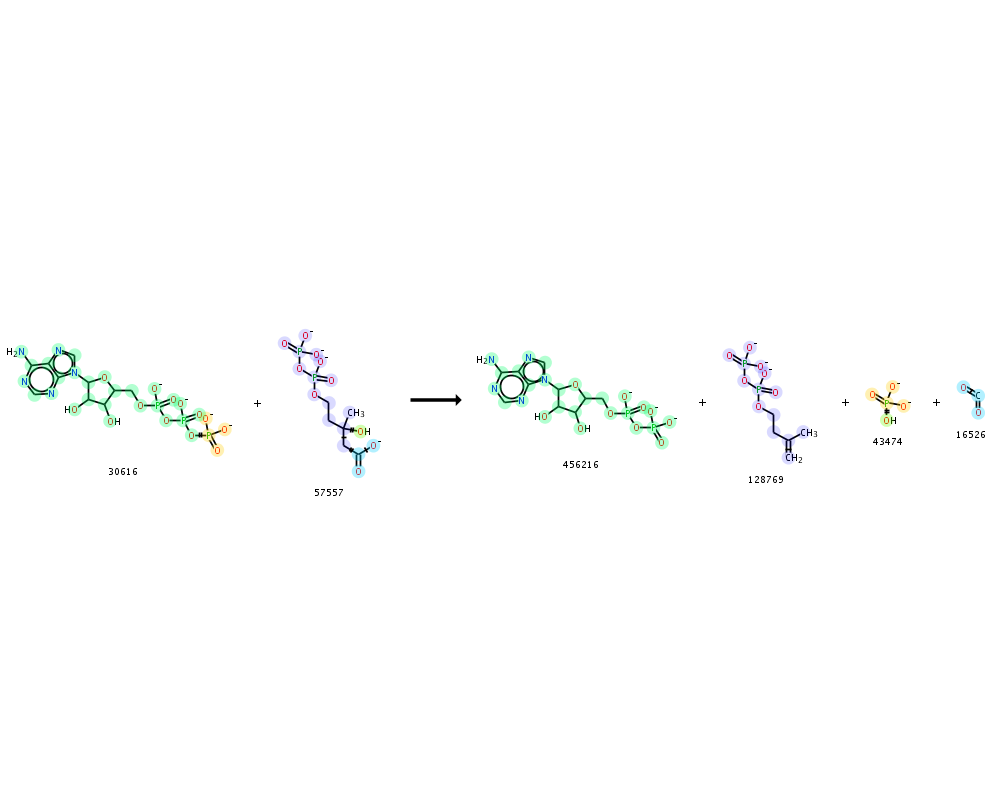 H₂N N N N N O HO OH O P O⁻ O O P O⁻ O O P O⁻ O⁻ O
30616
+
O⁻ O P O⁻ O O⁻ P O O CH₃ OH O⁻ O
57557
H₂N N N N N O HO OH O P O⁻ O O P O⁻ O⁻ O
456216
+
O⁻ O P O⁻ O O⁻ P O O CH₃ CH₂
128769
+
O O⁻ P O⁻ OH
43474
+
O C O
16526